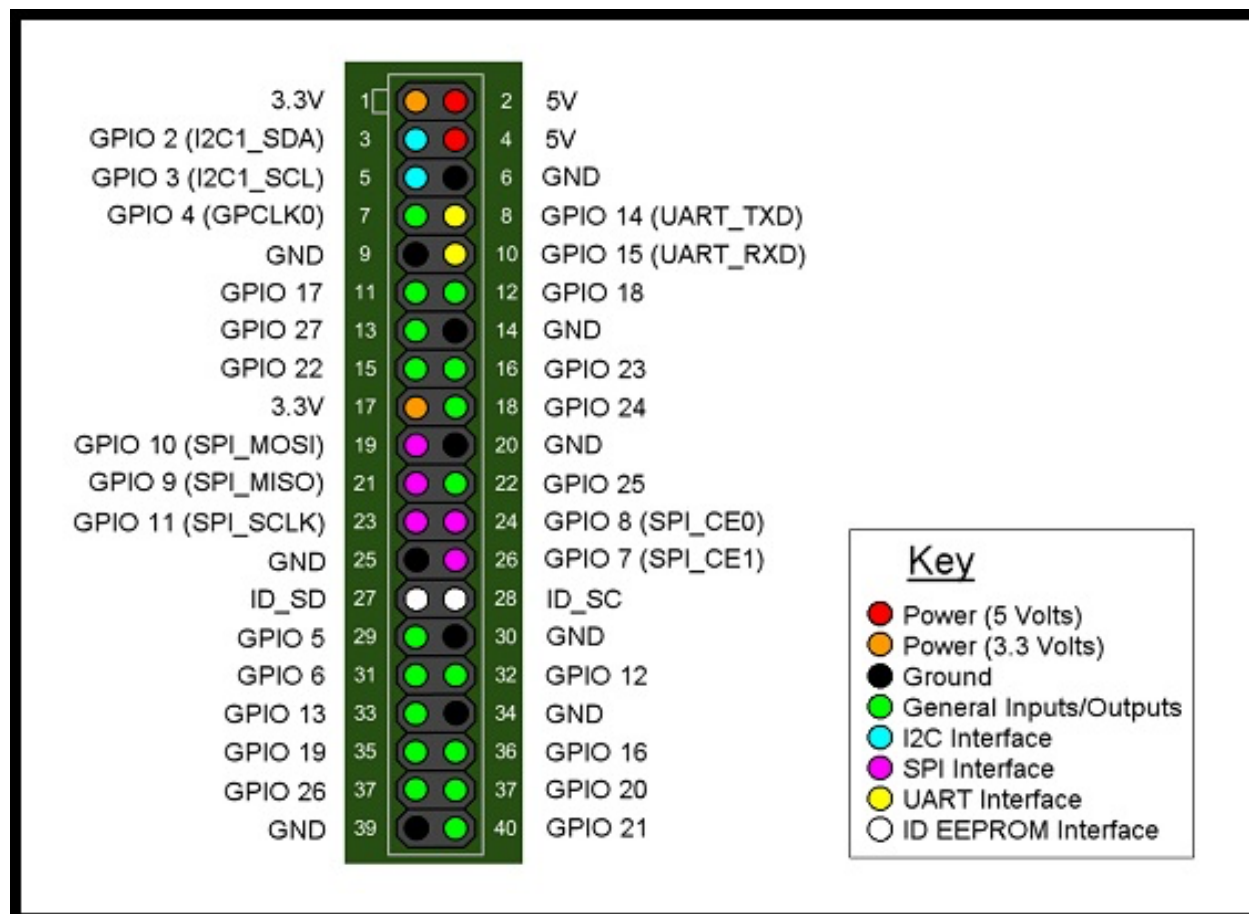 3.3V 1 2 5V
GPIO 2 (I2C1_SDA) 3 4 5V
GPIO 3 (I2C1_SCL) 5 6 GND
GPIO 4 (GPCLK0) 7 8 GPIO 14 (UART_TXD)
GND 9 10 GPIO 15 (UART_RXD)
GPIO 17 11 12 GPIO 18
GPIO 27 13 14 GND
GPIO 22 15 16 GPIO 23
3.3V 17 18 GPIO 24
GPIO 10 (SPI_MOSI) 19 20 GND
GPIO 9 (SPI_MISO) 21 22 GPIO 25
GPIO 11 (SPI_SCLK) 23 24 GPIO 8 (SPI_CE0)
GND 25 26 GPIO 7 (SPI_CE1)
ID_SD 27 28 ID_SC
GPIO 5 29 30 GND
GPIO 6 31 32 GPIO 12
GPIO 13 33 34 GND
GPIO 19 35 36 GPIO 16
GPIO 26 37 37 GPIO 20
GND 39 40 GPIO 21
Key
Power (5 Volts)
Power (3.3 Volts)
Ground
General Inputs/Outputs
I2C Interface
SPI Interface
UART Interface
ID EEPROM Interface